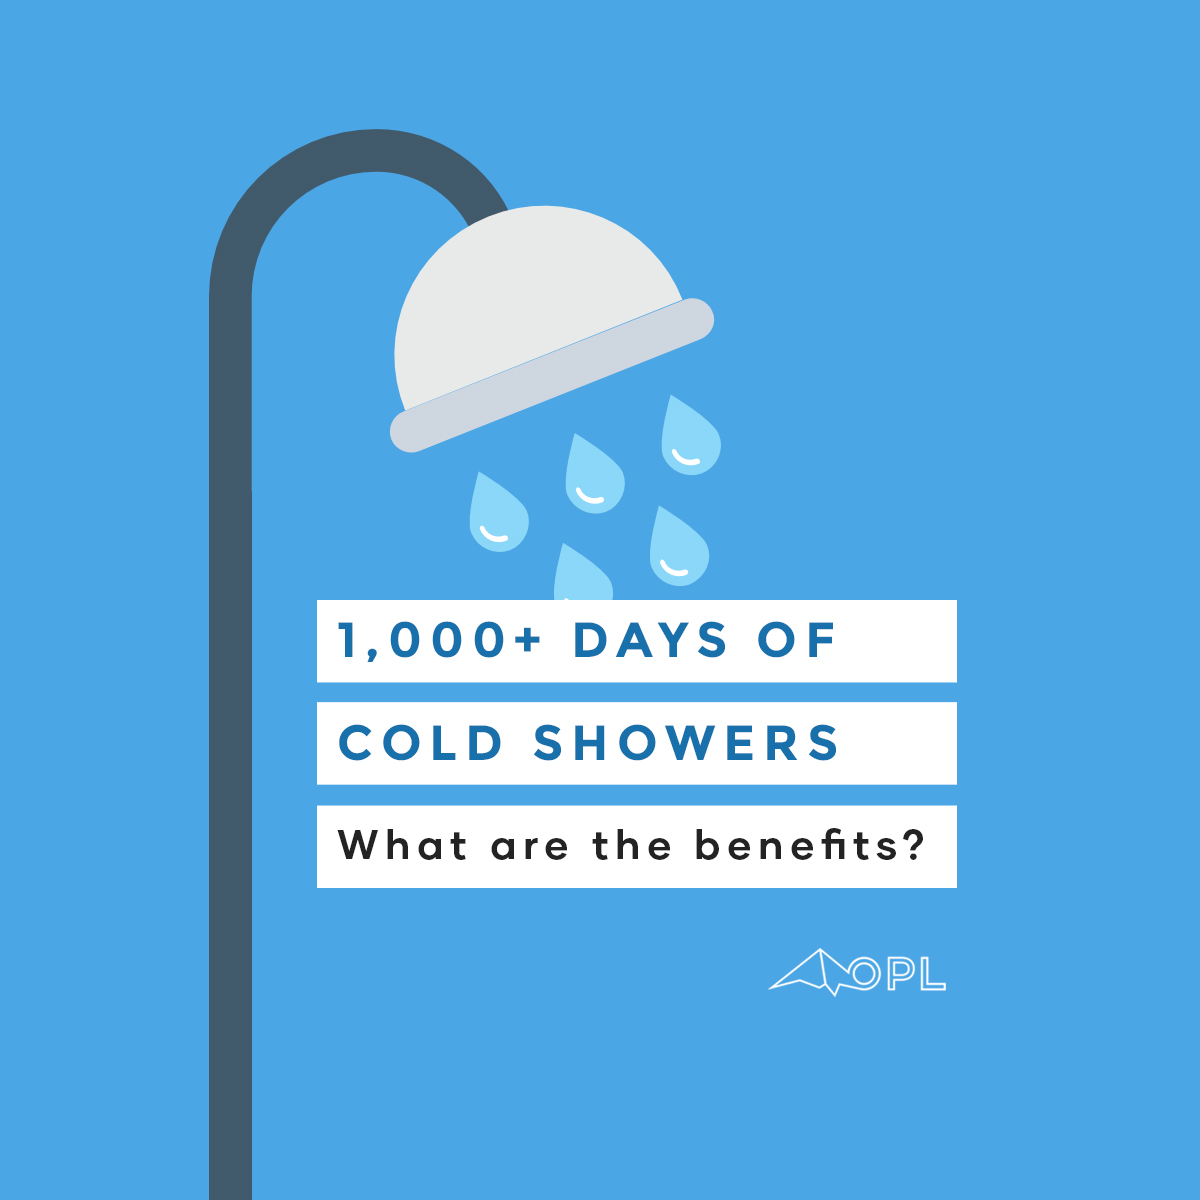 1,000+ DAYS OF
COLD SHOWERS
What are the benefits?
OPL